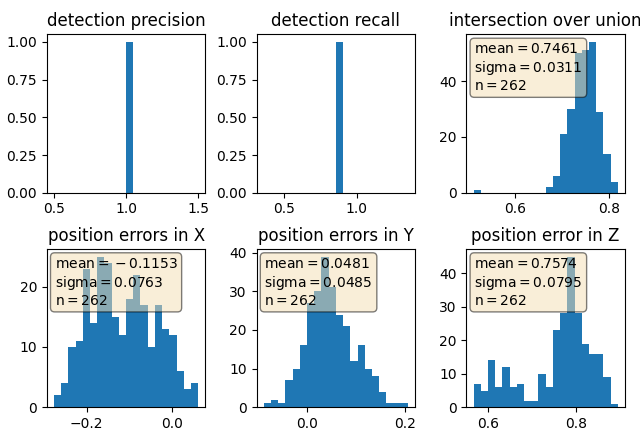 detection precision
detection recall
intersection over union
1.00
0.75
0.50
0.25
0.00
0.5 1.0 1.5
1.00
0.75
0.50
0.25
0.00
0.5 1.0
mean = 0.7461
sigma = 0.0311
n = 262
40
20
0
0.6 0.8
position errors in X
position errors in Y
position error in Z
mean = −0.1153
sigma = 0.0763
n = 262
20
10
0
−0.2 0.0
mean = 0.0481
sigma = 0.0485
n = 262
40
30
20
10
0
0.0 0.2
mean = 0.7574
sigma = 0.0795
n = 262
40
30
20
10
0
0.6 0.8